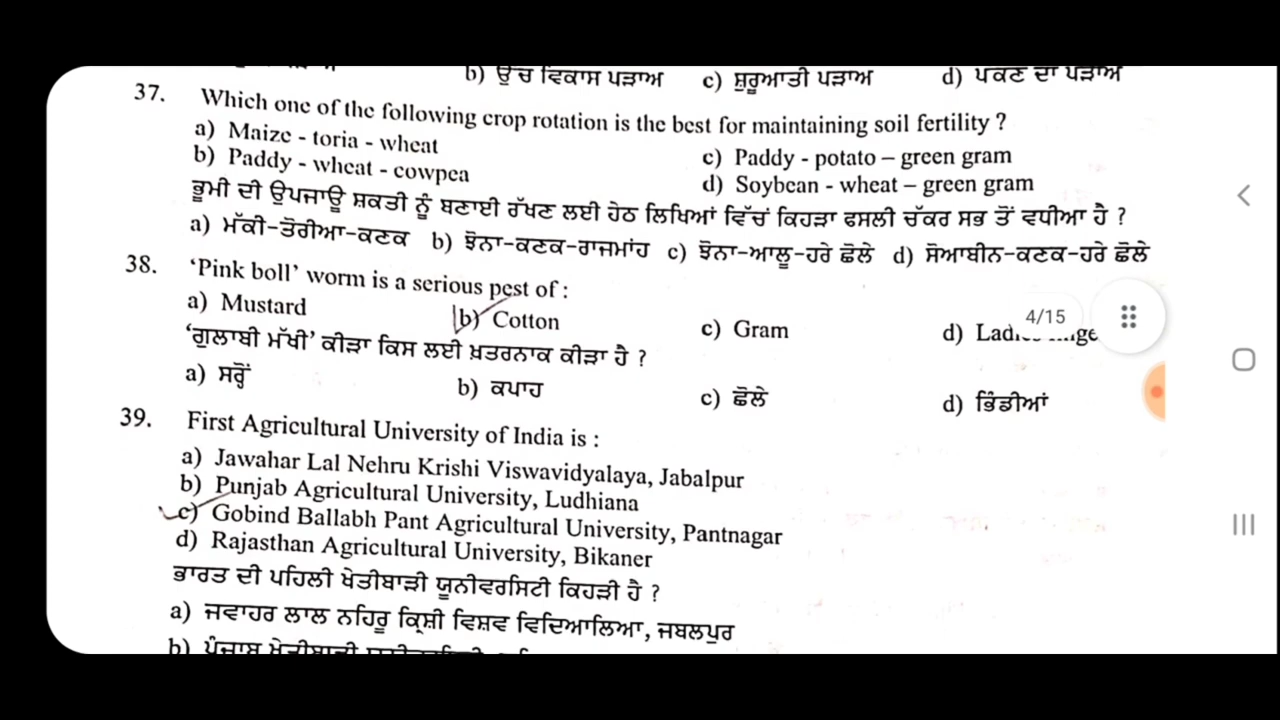 b) ਉੱਚ ਵਿਕਾਸ ਪੜਾਅ c) ਸ਼ੁਰੂਆਤੀ ਪੜਾਅ d) ਪੱਕਣ ਦਾ ਪੜਾਅ
37. Which one of the following crop rotation is the best for maintaining soil fertility ?
a) Maize - toria - wheat
c) Paddy - potato – green gram
b) Paddy - wheat - cowpea
d) Soybean - wheat – green gram
ਭੂਮੀ ਦੀ ਉਪਜਾਊ ਸ਼ਕਤੀ ਨੂੰ ਬਣਾਈ ਰੱਖਣ ਲਈ ਹੇਠ ਲਿਖਿਆਂ ਵਿੱਚੋਂ ਕਿਹੜਾ ਫਸਲੀ ਚੱਕਰ ਸਭ ਤੋਂ ਵਧੀਆ ਹੈ ?
a) ਮੱਕੀ-ਤੋਰੀਆ-ਕਣਕ b) ਝੋਨਾ-ਕਣਕ-ਰਾਜਮਾਂਹ c) ਝੋਨਾ-ਆਲੂ-ਹਰੇ ਛੋਲੇ d) ਸੋਆਬੀਨ-ਕਣਕ-ਹਰੇ ਛੋਲੇ
38. ‘Pink boll’ worm is a serious pest of :
a) Mustard b) Cotton c) Gram d)
4/15
‘ਗੁਲਾਬੀ ਮੱਖੀ’ ਕੀੜਾ ਕਿਸ ਲਈ ਖ਼ਤਰਨਾਕ ਕੀੜਾ ਹੈ ?
a) ਸਰ੍ਹੋਂ b) ਕਪਾਹ c) ਛੋਲੇ d) ਭਿੰਡੀਆਂ
39. First Agricultural University of India is :
a) Jawahar Lal Nehru Krishi Viswavidyalaya, Jabalpur
b) Punjab Agricultural University, Ludhiana
c) Gobind Ballabh Pant Agricultural University, Pantnagar
d) Rajasthan Agricultural University, Bikaner
ਭਾਰਤ ਦੀ ਪਹਿਲੀ ਖੇਤੀਬਾੜੀ ਯੂਨੀਵਰਸਿਟੀ ਕਿਹੜੀ ਹੈ ?
a) ਜਵਾਹਰ ਲਾਲ ਨਹਿਰੂ ਕ੍ਰਿਸ਼ੀ ਵਿਸ਼ਵ ਵਿਦਿਆਲਿਆ, ਜਬਲਪੁਰ
b) ਪੰਜਾਬ ਖੇਤੀਬਾੜੀ